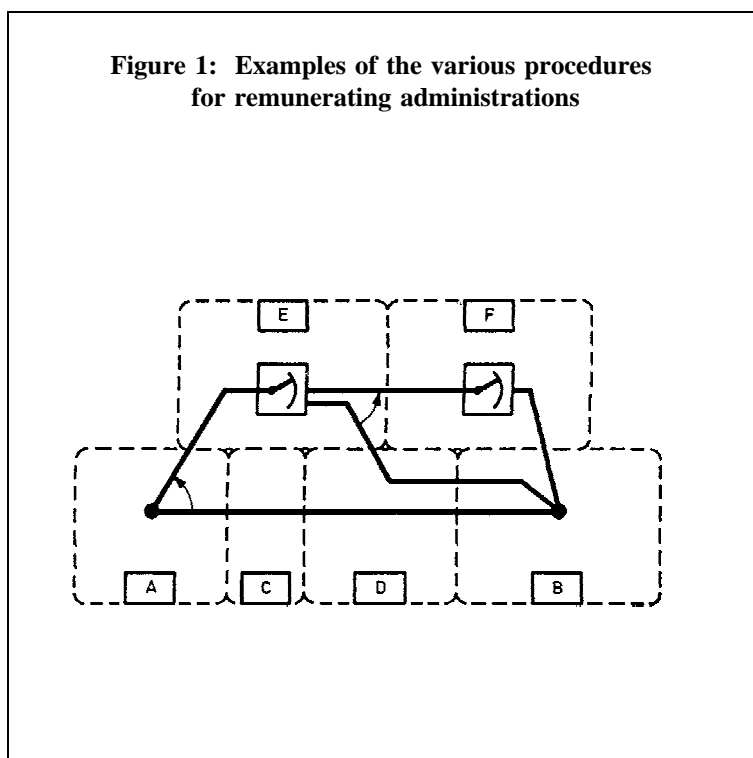 Figure 1: Examples of the various procedures
for remunerating administrations
E F
A C D B